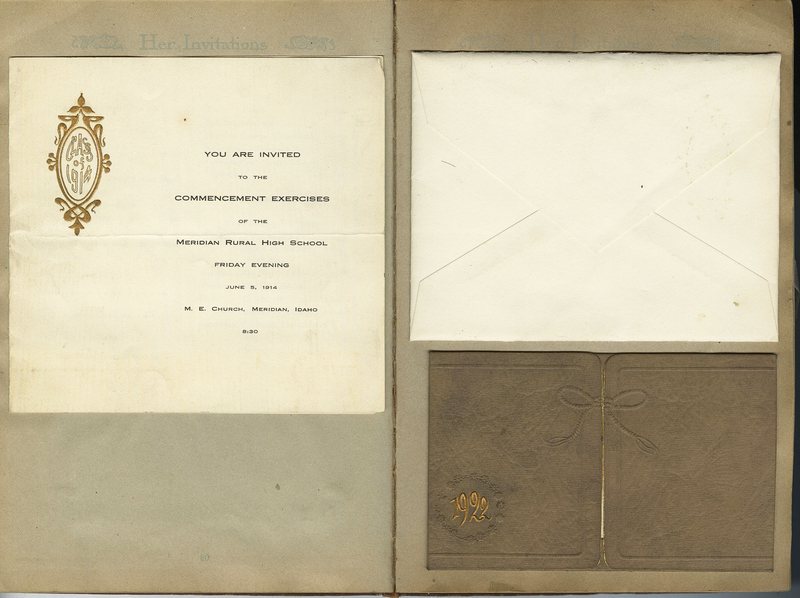 Her Invitations
CLASS
OF
1914
YOU ARE INVITED
TO THE
COMMENCEMENT EXERCISES
OF THE
MERIDIAN RURAL HIGH SCHOOL
FRIDAY EVENING
JUNE 5, 1914
M. E. CHURCH, MERIDIAN, IDAHO
8:30
1922